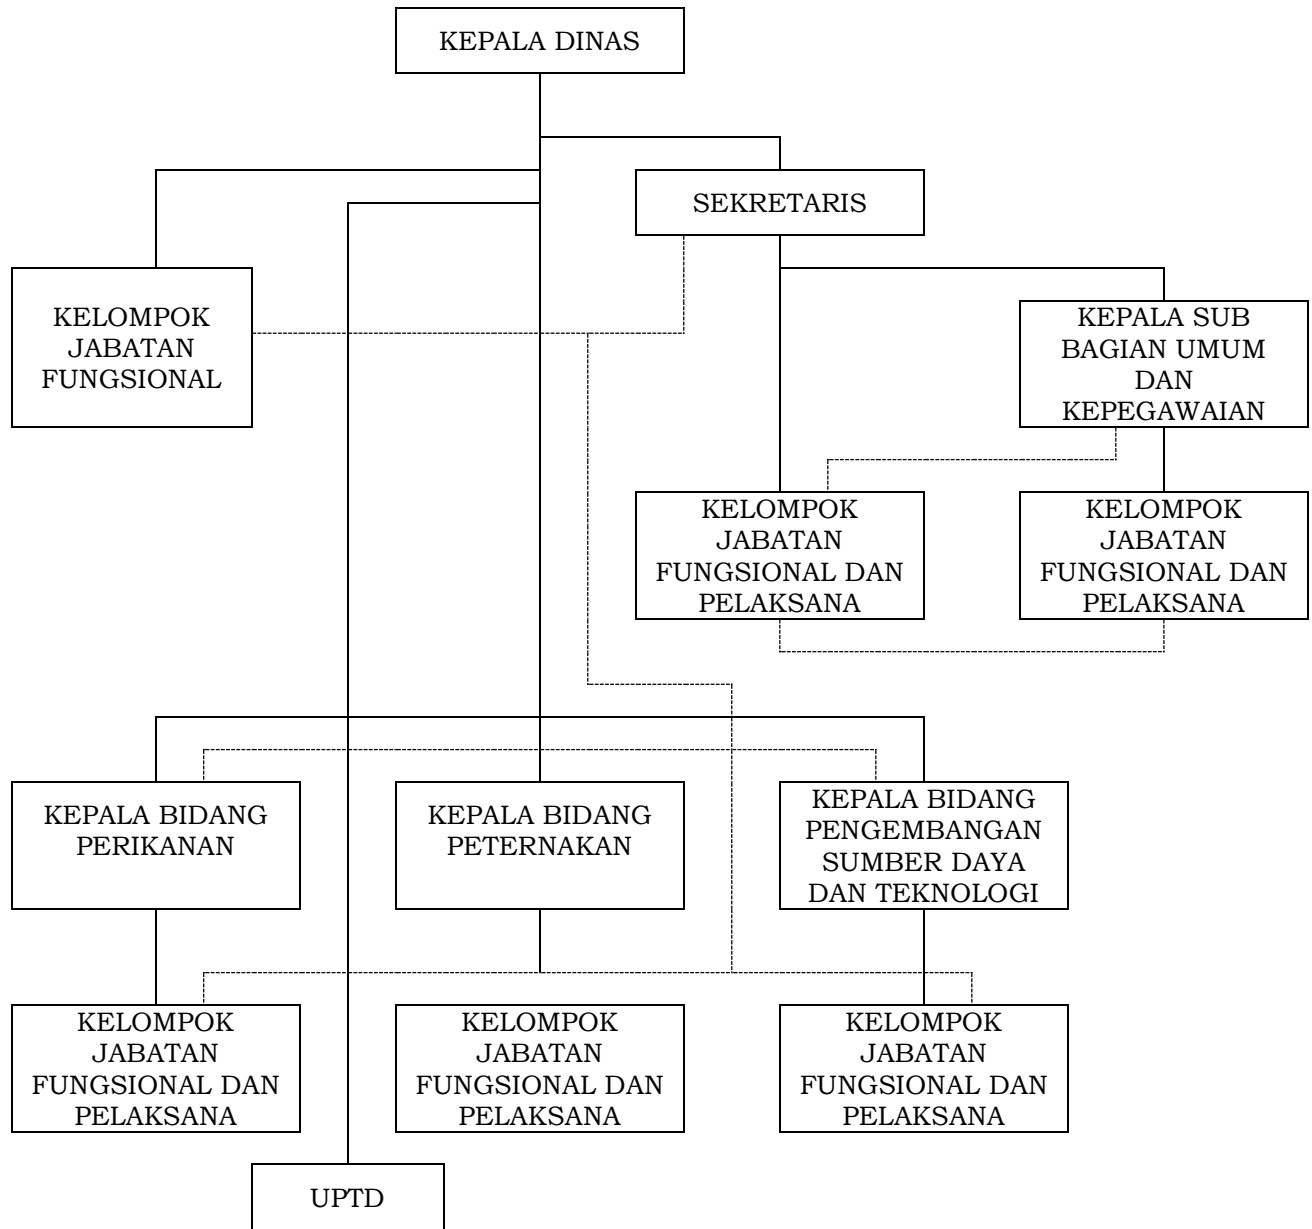 KEPALA DINAS
SEKRETARIS
KELOMPOK
JABATAN
FUNGSIONAL
KEPALA SUB
BAGIAN UMUM
DAN
KEPEGAWAIAN
KELOMPOK
JABATAN
FUNGSIONAL DAN
PELAKSANA
KELOMPOK
JABATAN
FUNGSIONAL DAN
PELAKSANA
KEPALA BIDANG
PERIKANAN
KEPALA BIDANG
PETERNAKAN
KEPALA BIDANG
PENGEMBANGAN
SUMBER DAYA
DAN TEKNOLOGI
KELOMPOK
JABATAN
FUNGSIONAL DAN
PELAKSANA
KELOMPOK
JABATAN
FUNGSIONAL DAN
PELAKSANA
KELOMPOK
JABATAN
FUNGSIONAL DAN
PELAKSANA
UPTD